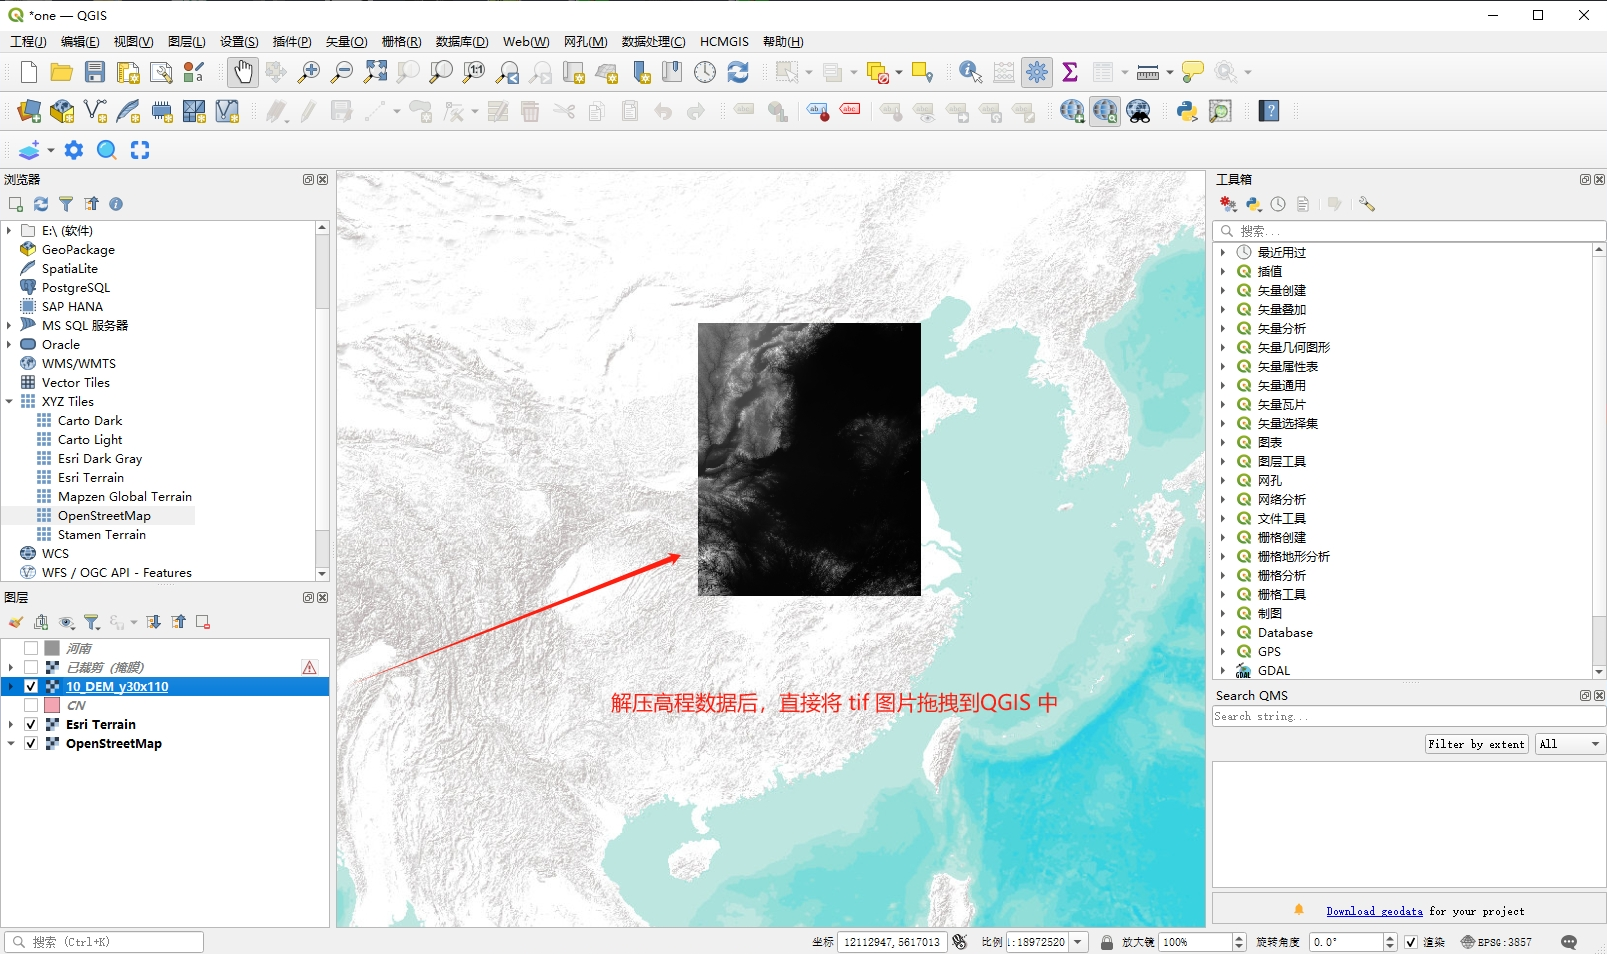 *one — QGIS
工程(J) 编辑(E) 视图(V) 图层(L) 设置(S) 插件(P) 矢量(O) 栅格(R) 数据库(D) Web(W) 网孔(M) 数据处理(C) HCMGIS 帮助(H)
浏览器
E:\ (软件)
GeoPackage
SpatiaLite
PostgreSQL
SAP HANA
MS SQL 服务器
Oracle
WMS/WMTS
Vector Tiles
XYZ Tiles
Carto Dark
Carto Light
Esri Dark Gray
Esri Terrain
Mapzen Global Terrain
OpenStreetMap
Stamen Terrain
WCS
WFS / OGC API - Features
图层
河南
已裁剪（掩膜）
10_DEM_y30x110
CN
Esri Terrain
OpenStreetMap
解压高程数据后，直接将 tif 图片拖拽到QGIS 中
工具箱
搜索...
最近用过
插值
矢量创建
矢量叠加
矢量分析
矢量几何图形
矢量属性表
矢量通用
矢量瓦片
矢量选择集
图表
图层工具
网孔
网络分析
文件工具
栅格创建
栅格地形分析
栅格分析
栅格工具
制图
Database
GPS
GDAL
Search QMS
Search string...
Filter by extent All
Download geodata for your project
搜索 (Ctrl+K) 坐标 12112947,5617013 比例 1:18972520 放大镜 100% 旋转角度 0.0° 渲染 EPSG:3857